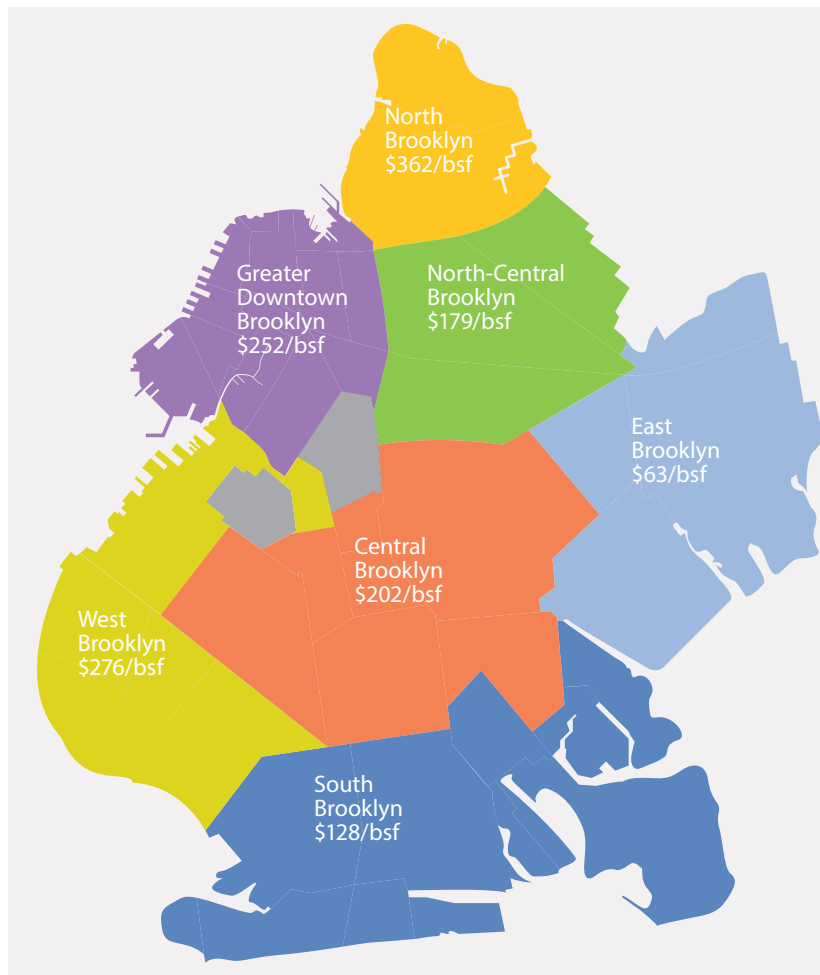 North
Brooklyn
$362/bsf
Greater
Downtown
Brooklyn
$252/bsf
North-Central
Brooklyn
$179/bsf
East
Brooklyn
$63/bsf
Central
Brooklyn
$202/bsf
West
Brooklyn
$276/bsf
South
Brooklyn
$128/bsf